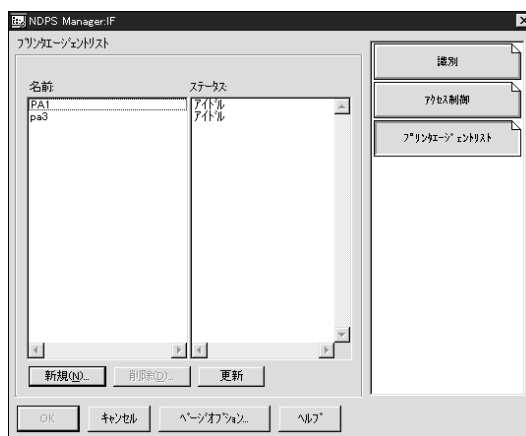 NDPS Manager:IF
プリンタエージェントリスト
名前:
ステータス:
PA1
アイドル
pa3
アイドル
新規(N)...
削除(D)...
更新
識別
アクセス制御
プリンタエージェントリスト
OK
キャンセル
ページオプション...
ヘルプ